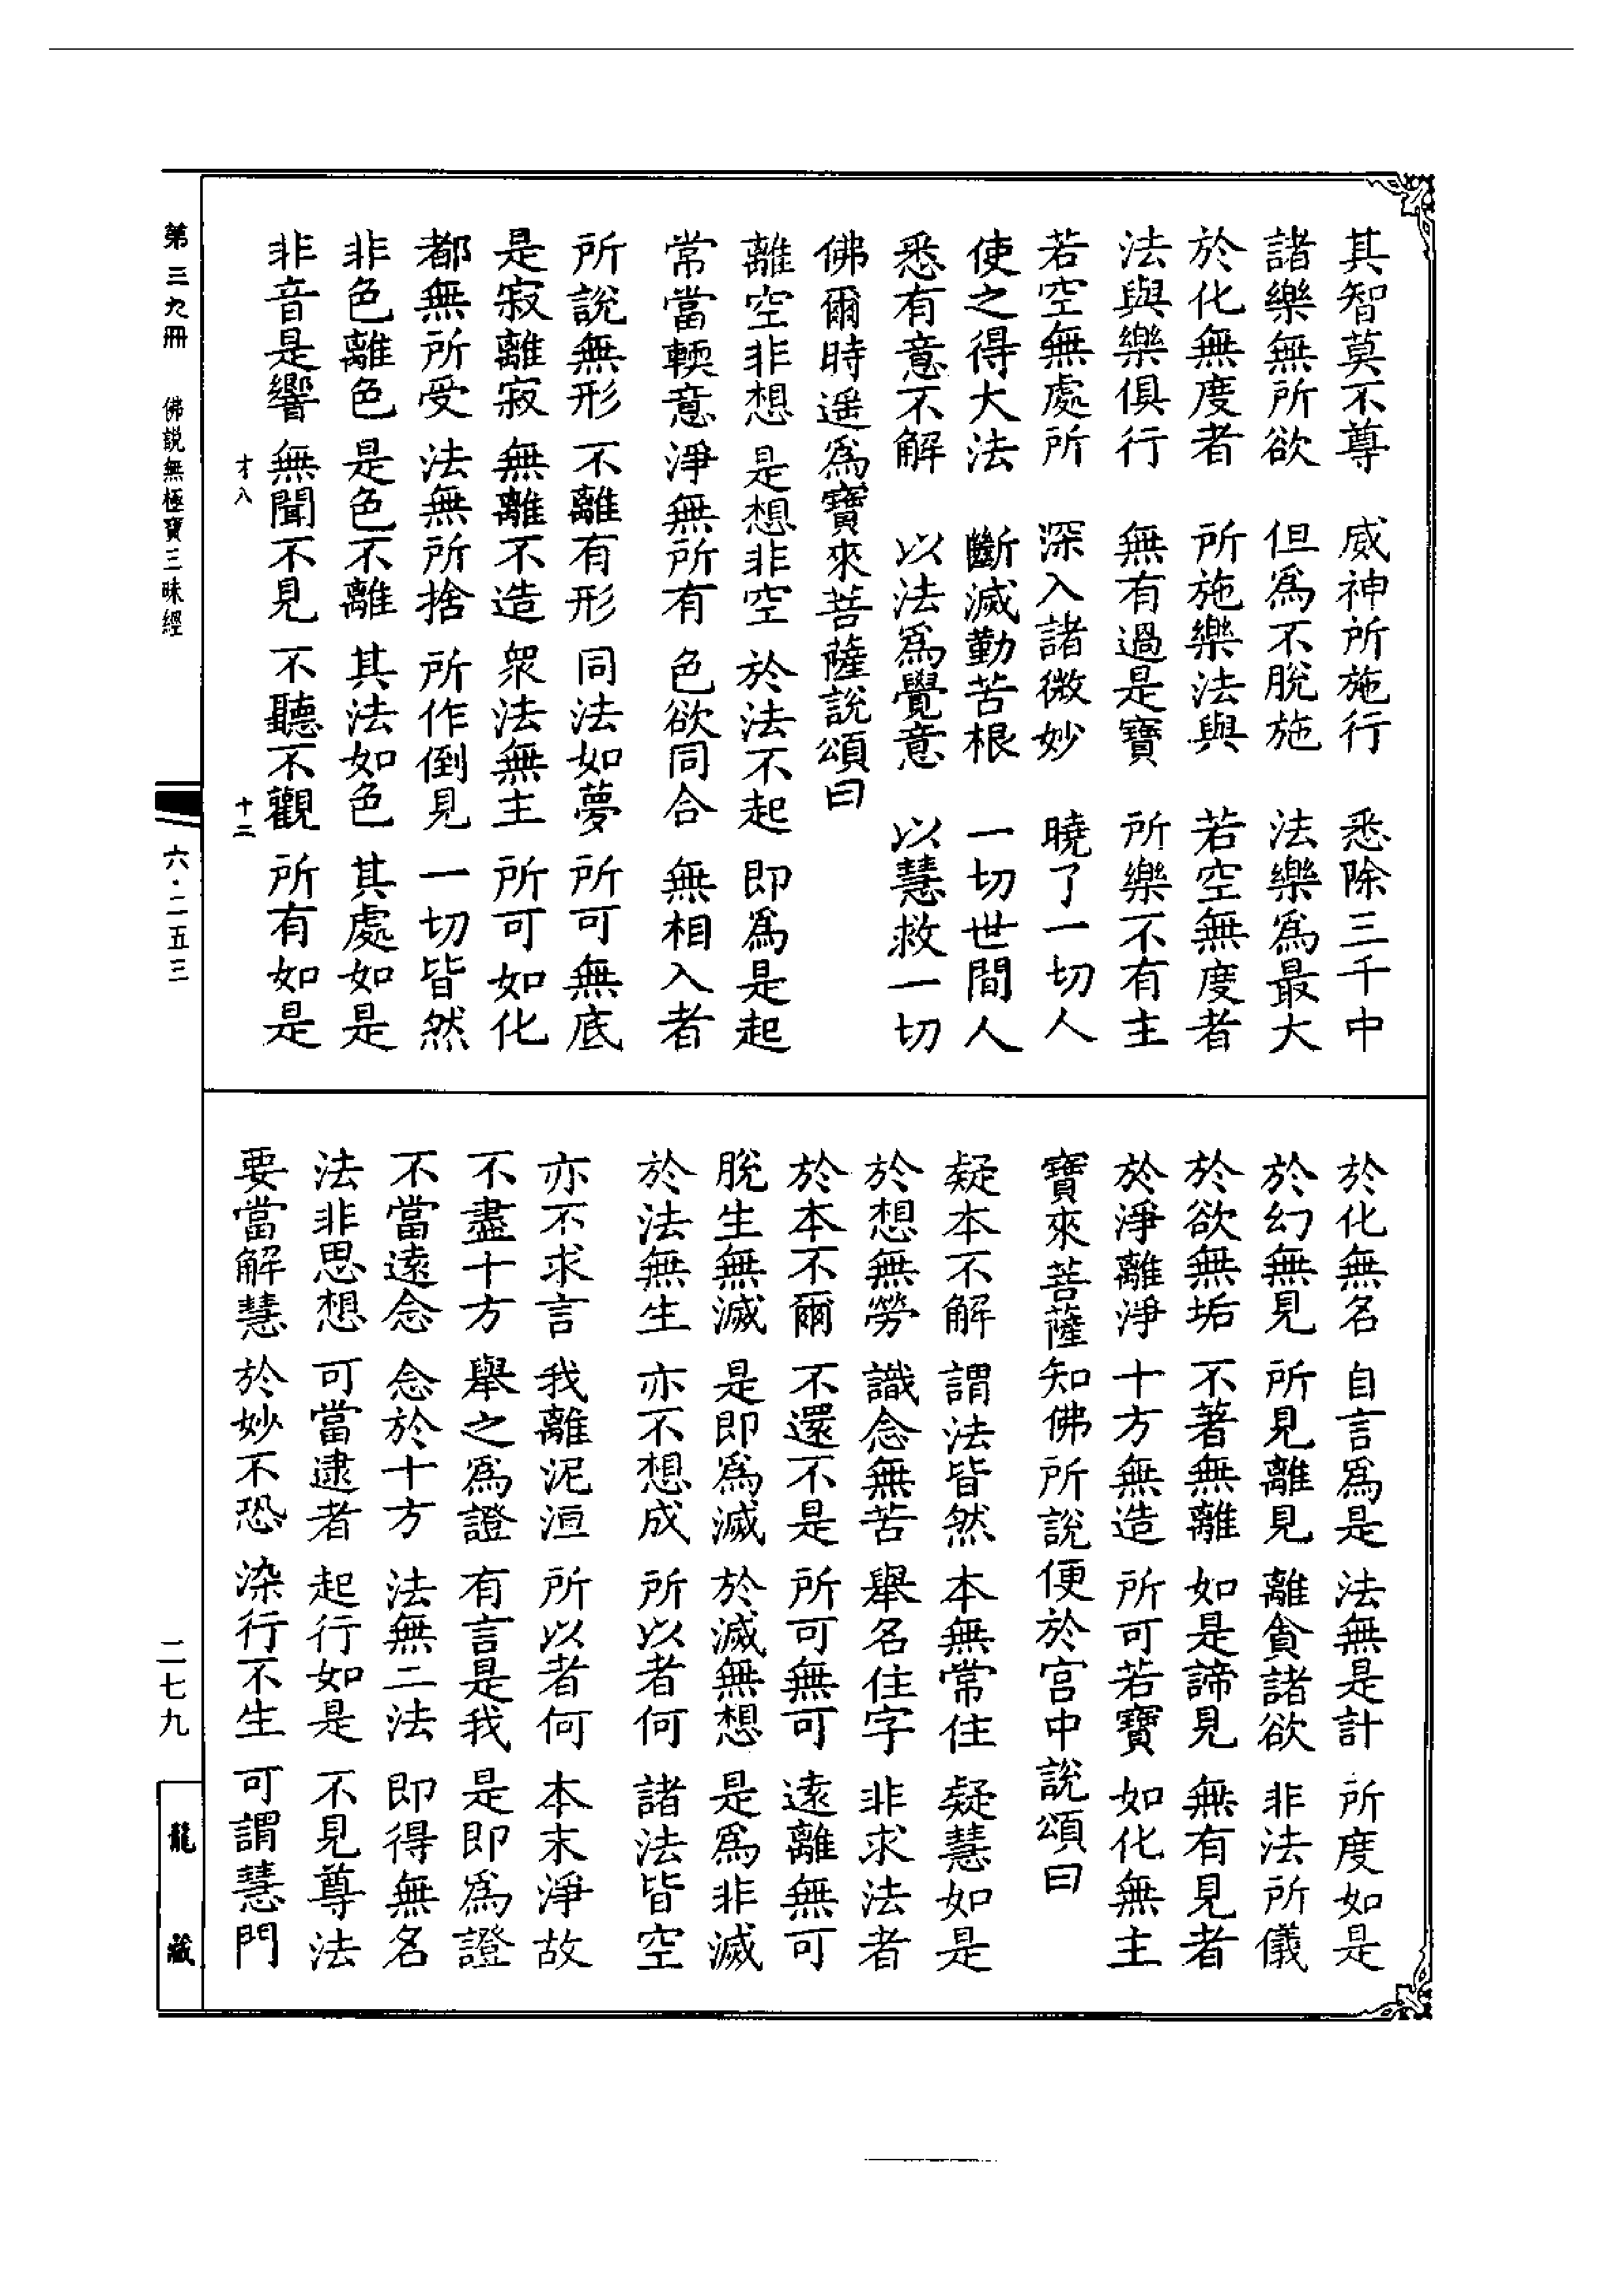 其智莫不尊　威神所施行　悉除三千中
諸樂無所欲　但爲不脫施　法樂爲最大
於化無度者　所施樂法與　若空無度者
法與樂俱行　無有過是寶　所樂不有主
若空無處所　深入諸微妙　曉了一切人
使之得大法　斷滅勤苦根　一切世間人
悉有意不解　以法爲覺意　以慧救一切
佛爾時遥爲寶來菩薩說頌曰
離空非想　是想非空　於法不起　即爲是起
常當輭意　淨無所有　色欲同合　無相入者
所說無形　不離有形　同法如夢　所可無底
是寂離寂　無離不造　衆法無主　所可如化
都無所受　法無所捨　所作倒見　一切皆然
非色離色　是色不離　其法如色　其處如是
非音是響　無聞不見　不聽不觀　所有如是
才八　十二
於化無名　自言爲是　法無是計　所度如是
於幻無見　所見離見　離貪諸欲　非法所儀
於欲無垢　不著無離　如是諦見　無有見者
於淨離淨　十方無造　所可若寶　如化無主
寶來菩薩知佛所說便於宫中說頌曰
疑本不解　謂法皆然　本無常住　疑慧如是
於想無勞　識念無苦　舉名住字　非求法者
於本不爾　不還不是　所可無可　遠離無可
脫生無滅　是即爲滅　於滅無想　是爲非滅
於法無生　亦不想成　所以者何　諸法皆空
亦不求言　我離泥洹　所以者何　本末淨故
不盡十方　舉之爲證　有言是我　是即爲證
不當遠念　念於十方　法無二法　即得無名
法非思想　可當逮者　起行如是　不見尊法
要當解慧　於妙不恐　染行不生　可謂慧門
第三九冊　佛説無極寶三昧經　六·二五三　二七九　龍藏